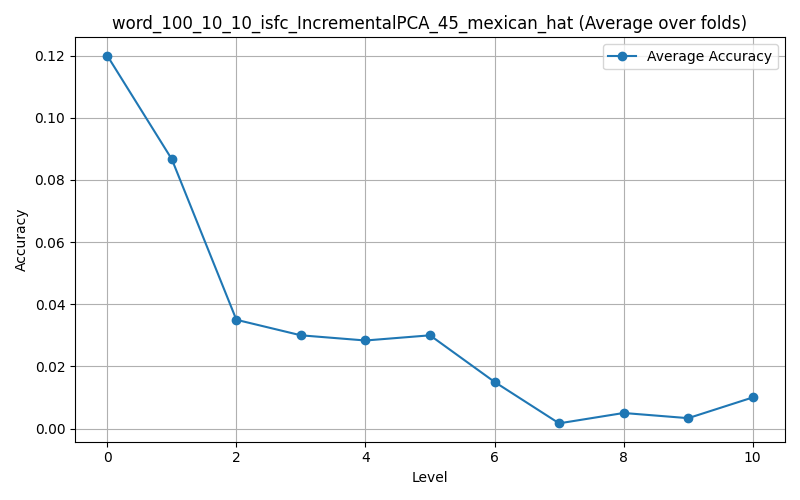 word_100_10_10_isfc_IncrementalPCA_45_mexican_hat (Average over folds)
Average Accuracy
Accuracy
0.12
0.10
0.08
0.06
0.04
0.02
0.00
0 2 4 6 8 10
Level